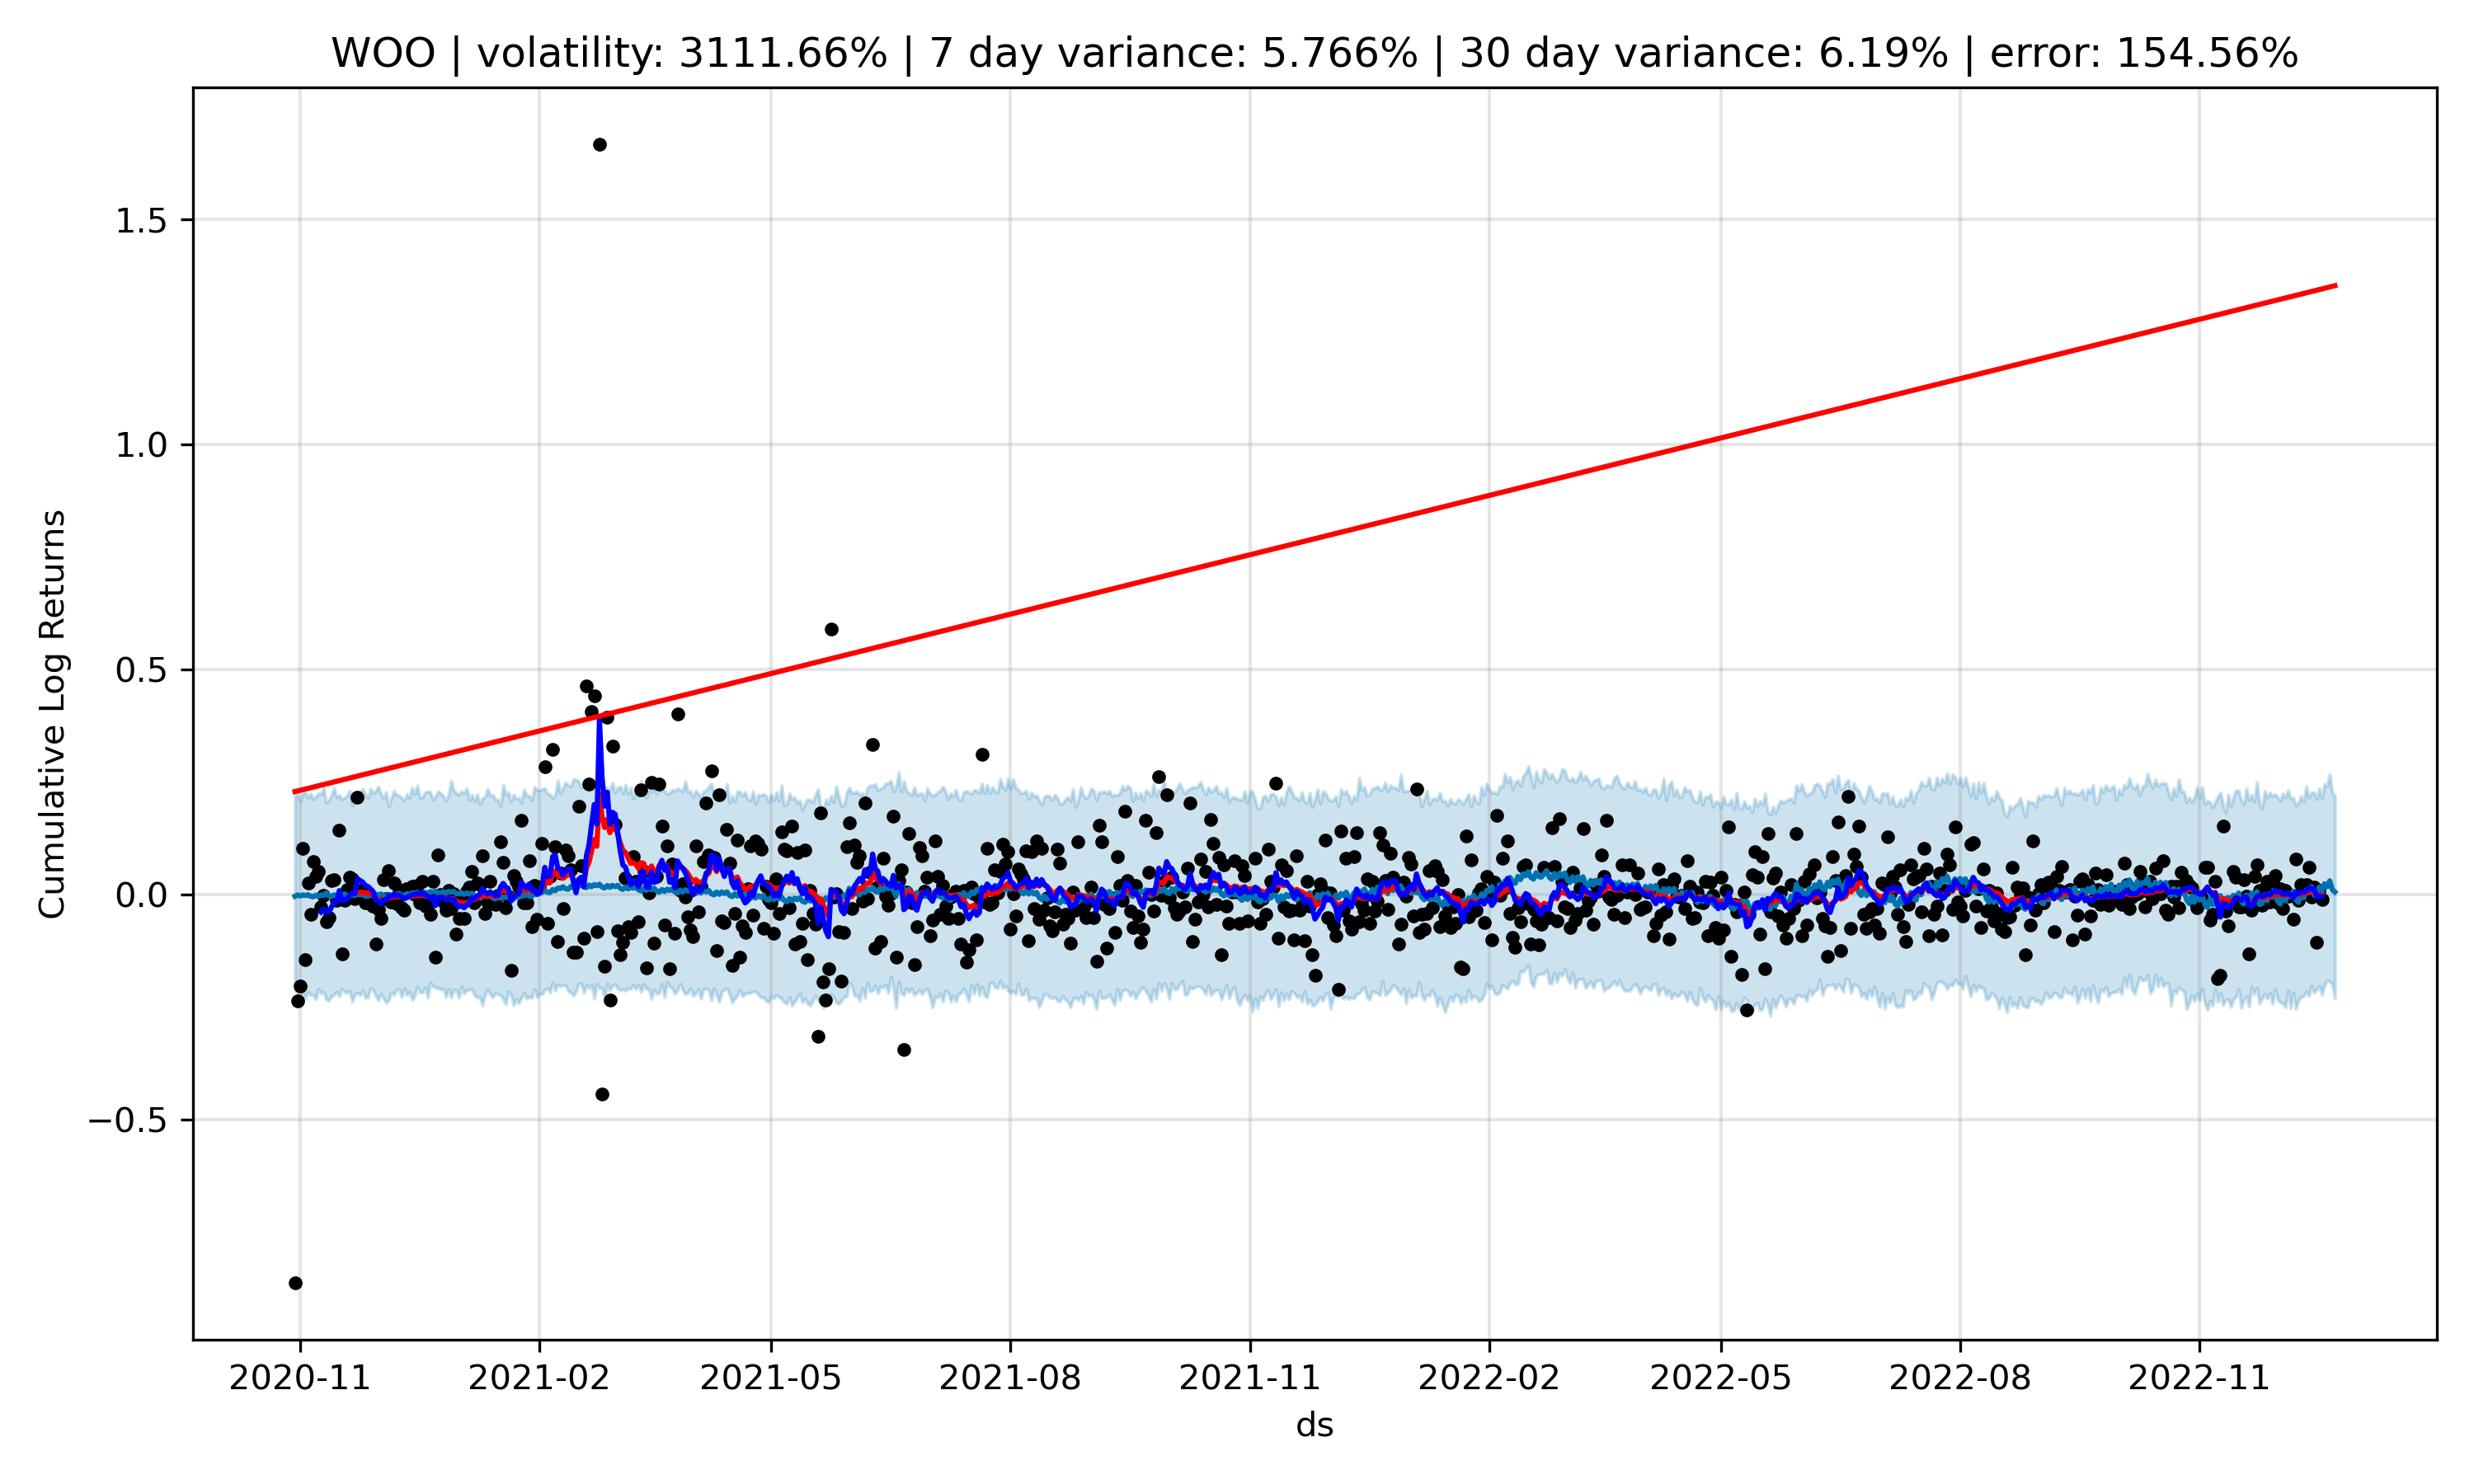 WOO | volatility: 3111.66% | 7 day variance: 5.766% | 30 day variance: 6.19% | error: 154.56%
1.5
1.0
0.5
0.0
−0.5
Cumulative Log Returns
2020-11 2021-02 2021-05 2021-08 2021-11 2022-02 2022-05 2022-08 2022-11
ds